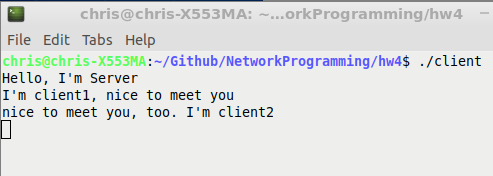 chris@chris-X553MA: ~/...orkProgramming/hw4
File Edit Tabs Help
chris@chris-X553MA:~/Github/NetworkProgramming/hw4$ ./client
Hello, I'm Server
I'm client1, nice to meet you
nice to meet you, too. I'm client2